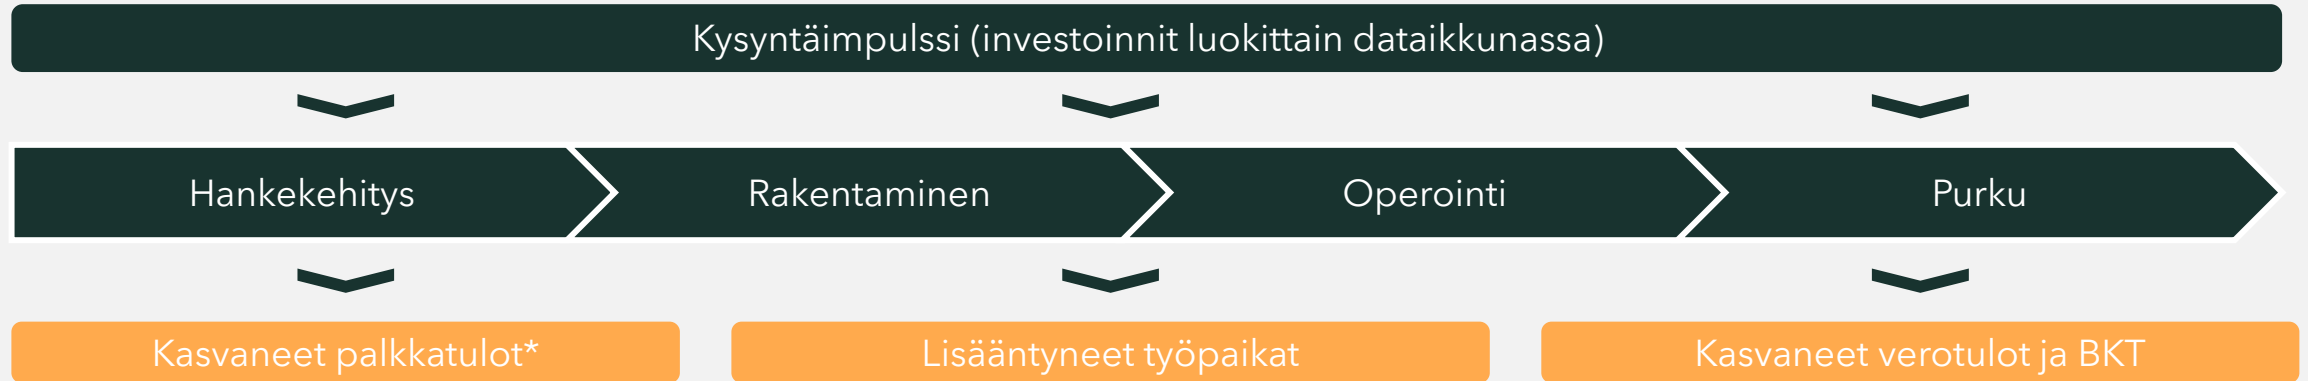 Kysyntäimpulssi (investoinnit luokittain dataikkunassa)
Hankekehitys
Rakentaminen
Operointi
Purku
Kasvaneet palkkatulot*
Lisääntyneet työpaikat
Kasvaneet verotulot ja BKT